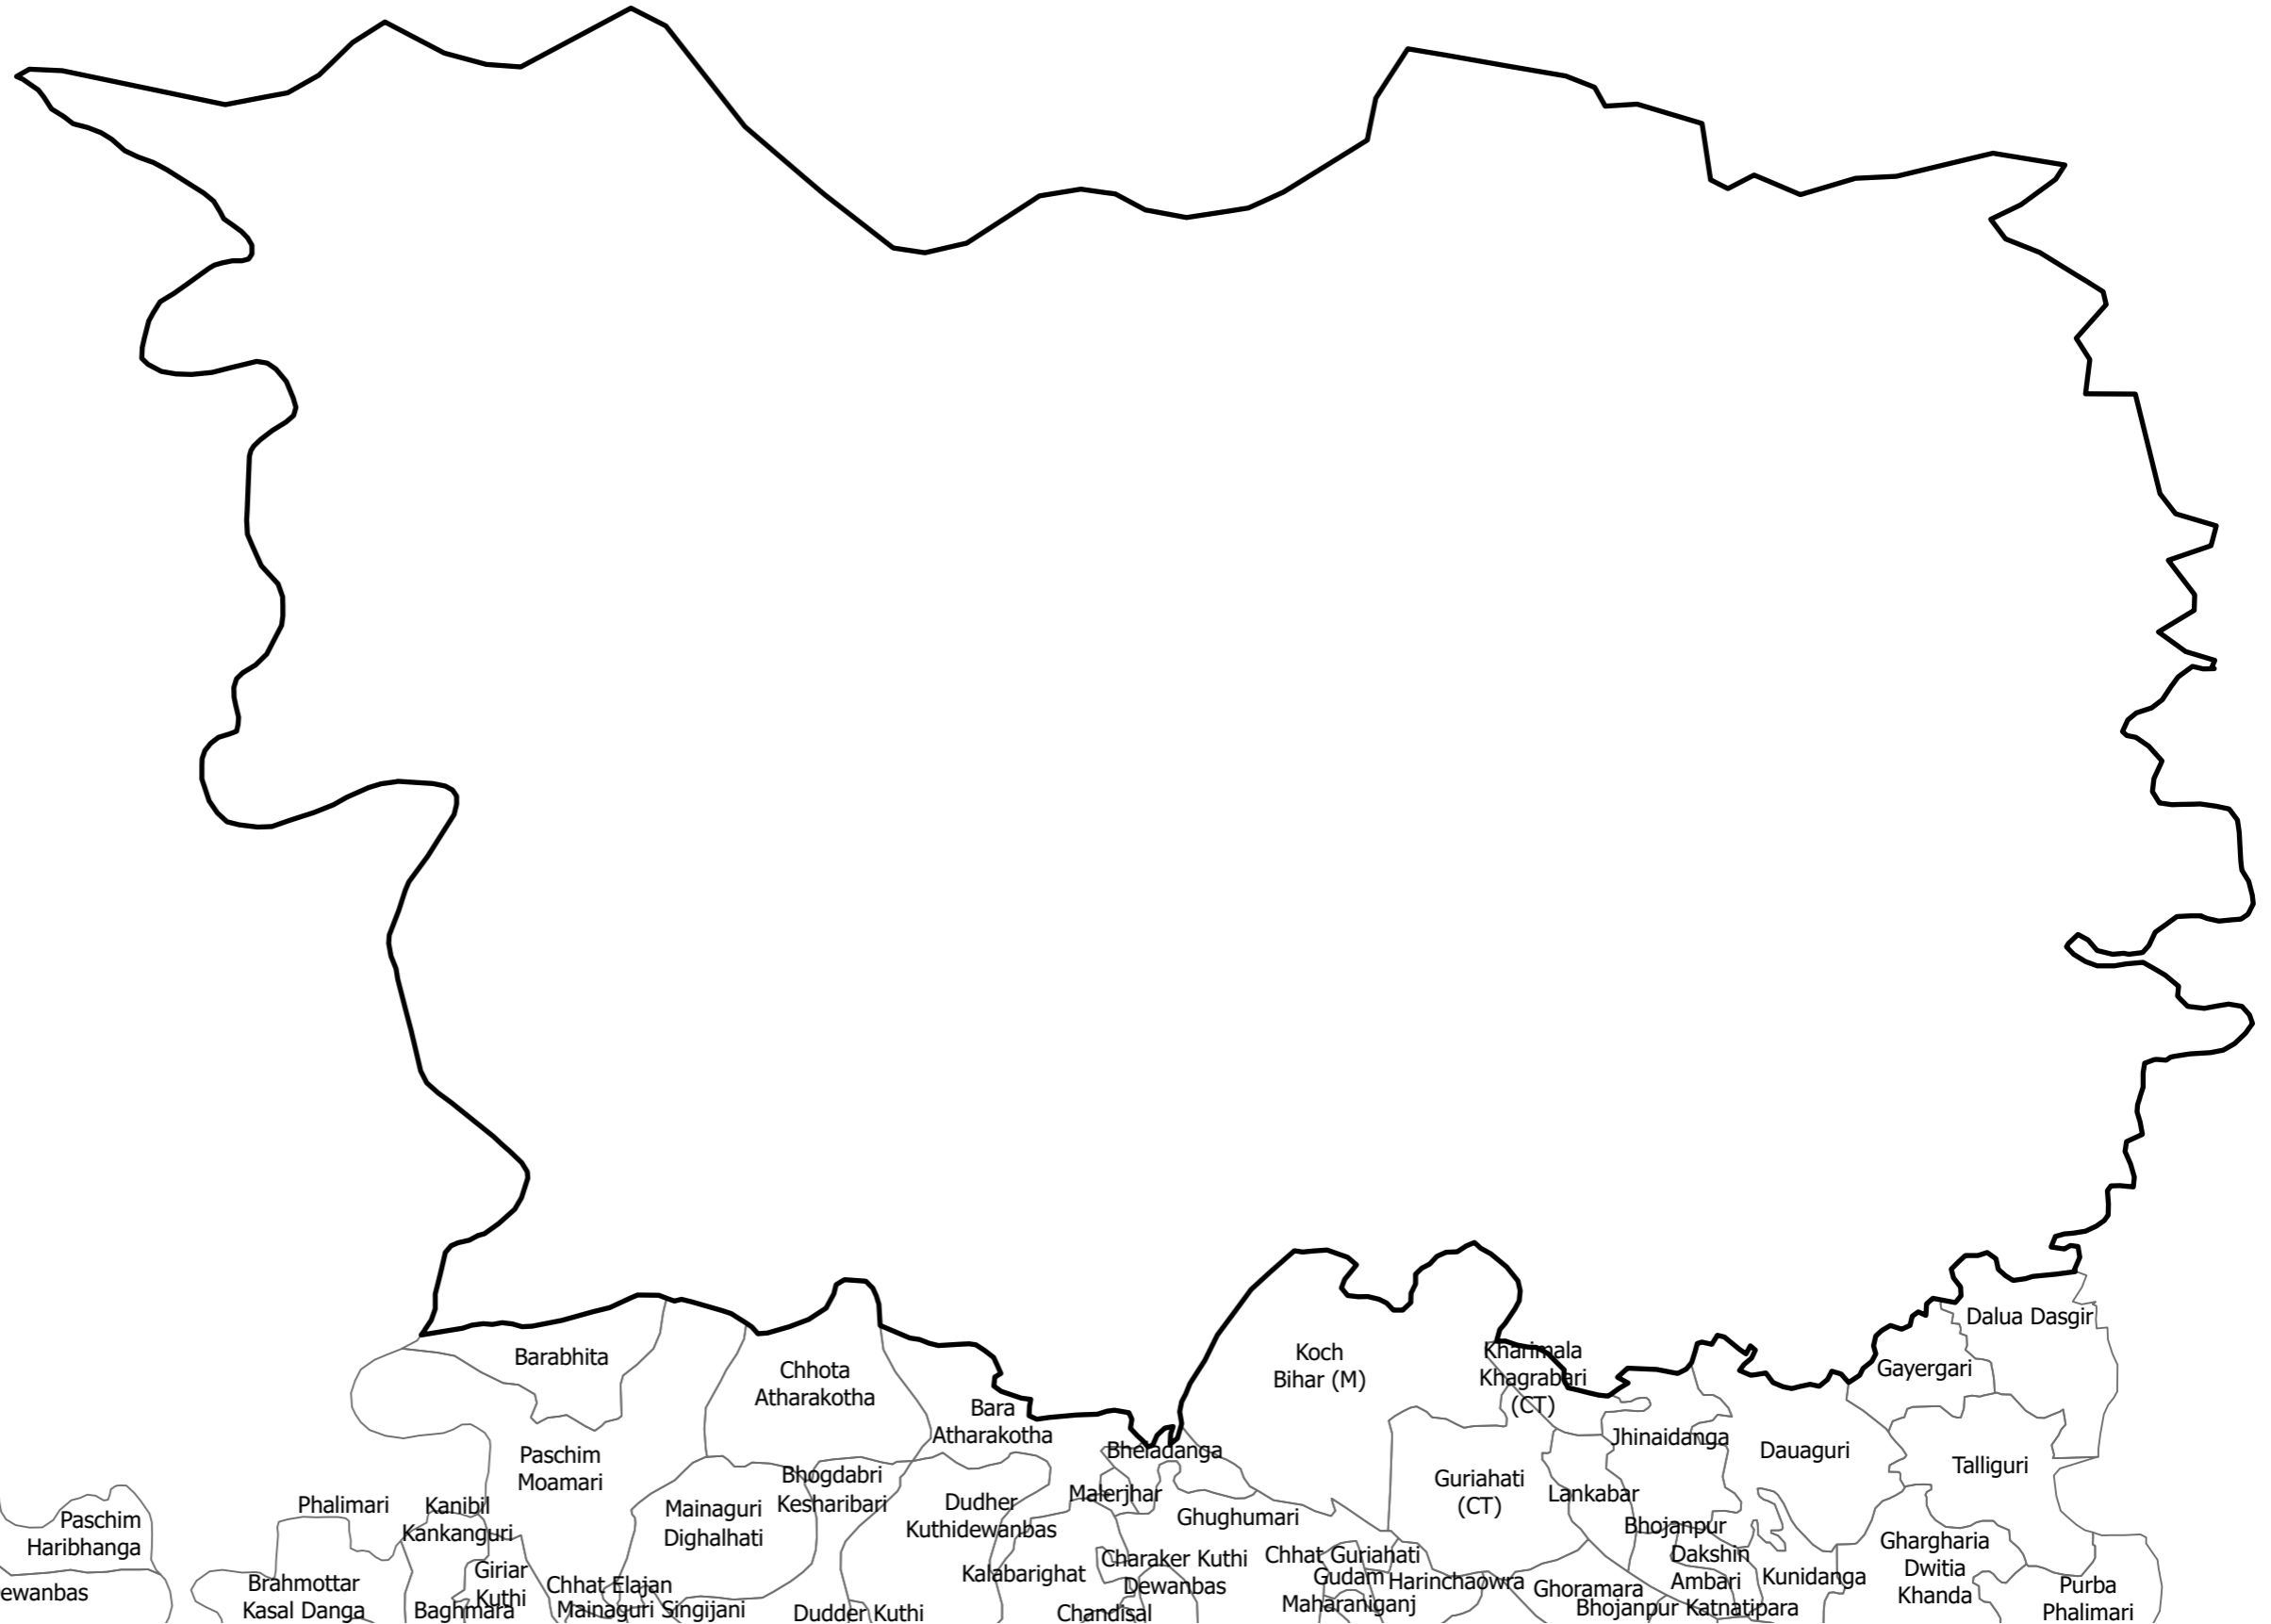 Dalua Dasgir
Barabhita
Koch
Bihar (M)
Kharimala
Khagrabari
(CT)
Gayergari
Chhota
Atharakotha
Bara
Atharakotha
Jhinaidanga
Dauaguri
Bheladanga
Paschim
Moamari
Talliguri
Bhogdabri
Kesharibari
Guriahati
(CT)
Lankabar
Malerjhar
Phalimari
Kanibil
Kankanguri
Mainaguri
Dighalhati
Dudher
Kuthidewanbas
Ghughumari
Paschim
Haribhanga
Bhojanpur
Ghargharia
Dwitia
Khanda
Chhat Guriahati
Gudam
Maharaniganj
Charaker Kuthi
Dewanbas
Dakshin
Ambari
Kunidanga
Kalabarighat
Harinchaowra
Giriar
Kuthi
Brahmottar
Kasal Danga
ewanbas
Chhat Elajan
Mainaguri
Singijani
Ghoramara
Purba
Phalimari
Baghmara
Dudder Kuthi
Chandisal
Bhojanpur
Katnatipara